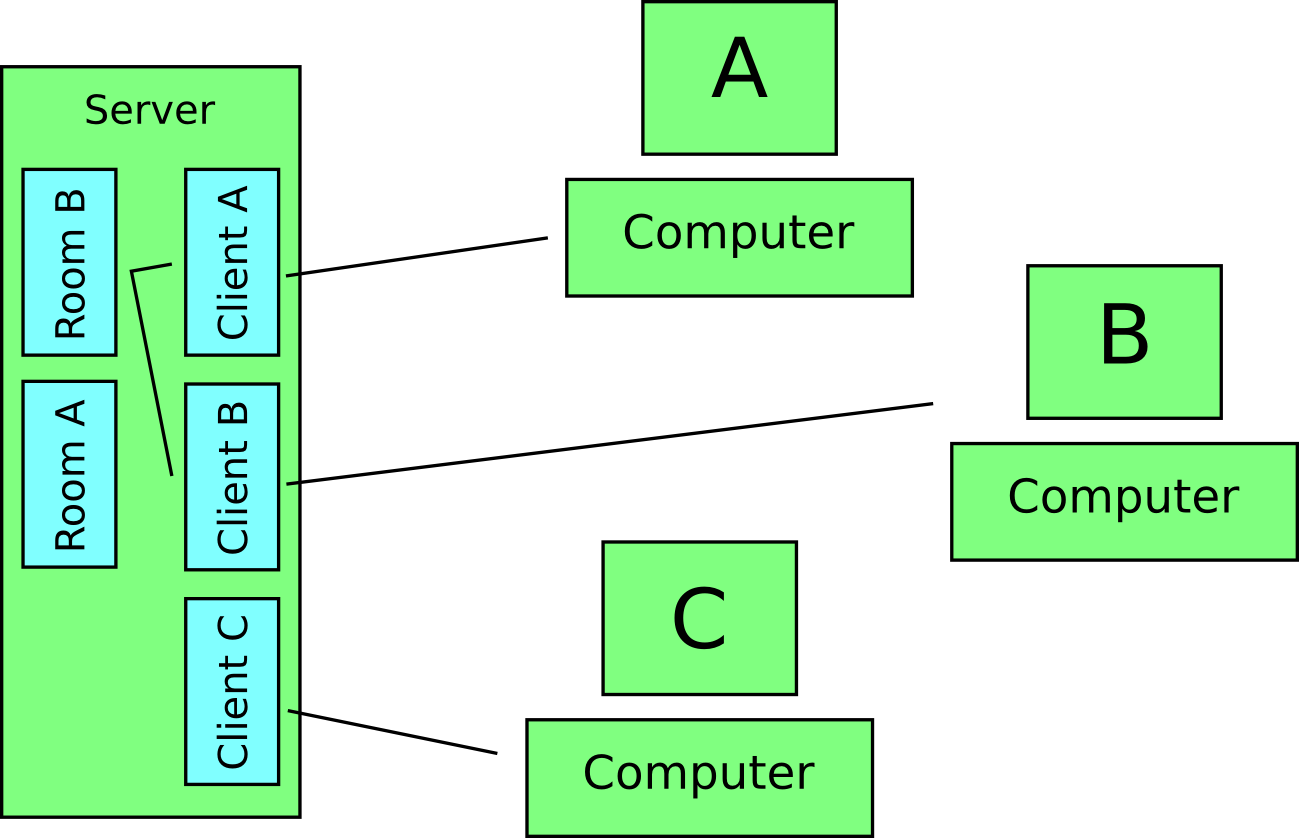 Server
Room B
Client A
Room A
Client B
Client C
A
Computer
B
Computer
C
Computer